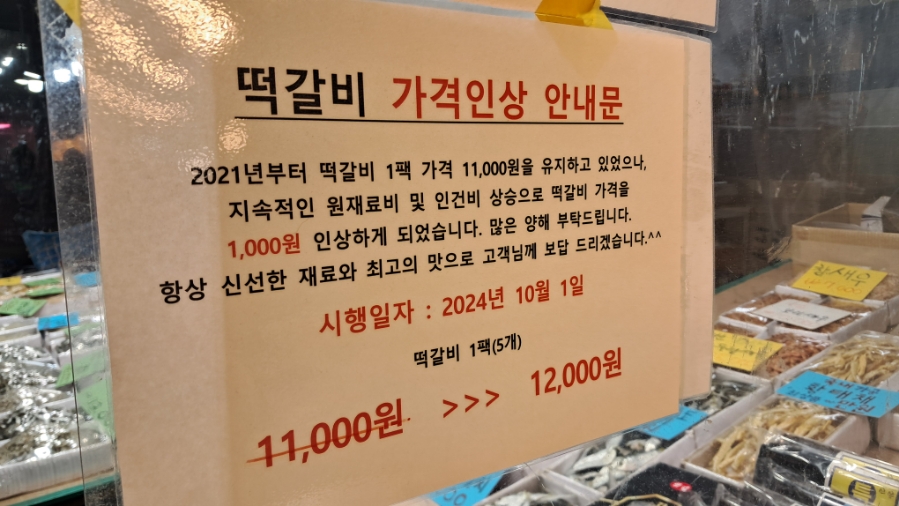 떡갈비 가격인상 안내문
2021년부터 떡갈비 1팩 가격 11,000원을 유지하고 있었으나,
지속적인 원재료비 및 인건비 상승으로 떡갈비 가격을
1,000원 인상하게 되었습니다. 많은 양해 부탁드립니다.
항상 신선한 재료와 최고의 맛으로 고객님께 보답 드리겠습니다.^^
시행일자 : 2024년 10월 1일
떡갈비 1팩(5개)
11,000원 >>> 12,000원
참새우